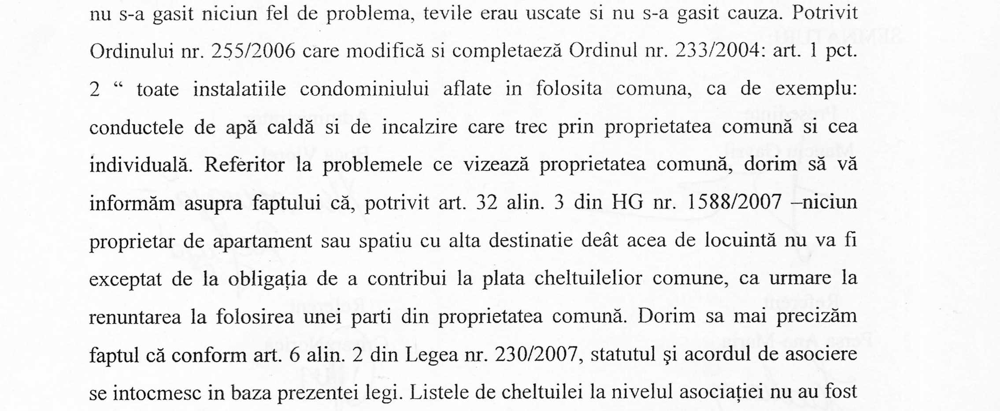 nu s-a gasit niciun fel de problema, tevile erau uscate si nu s-a gasit cauza. Potrivit
Ordinului nr. 255/2006 care modifică si completaeză Ordinul nr. 233/2004: art. 1 pct.
2 “ toate instalatiile condominiului aflate in folosita comuna, ca de exemplu:
conductele de apă caldă si de incalzire care trec prin proprietatea comună si cea
individuală. Referitor la problemele ce vizează proprietatea comună, dorim să vă
informăm asupra faptului că, potrivit art. 32 alin. 3 din HG nr. 1588/2007 –niciun
proprietar de apartament sau spatiu cu alta destinatie deât acea de locuintă nu va fi
exceptat de la obligaţia de a contribui la plata cheltuilelior comune, ca urmare la
renuntarea la folosirea unei parti din proprietatea comună. Dorim sa mai precizăm
faptul că conform art. 6 alin. 2 din Legea nr. 230/2007, statutul şi acordul de asociere
se intocmesc in baza prezentei legi. Listele de cheltuilei la nivelul asociaţiei nu au fost